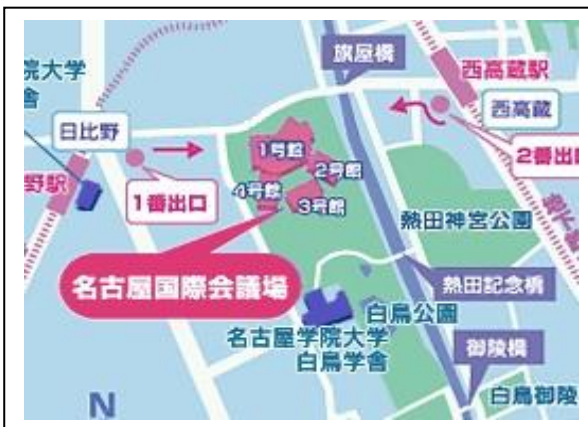 院大学
舎
旗屋橋
西高蔵駅
日比野
西高蔵
野駅
1番出口
2番出口
1号館
2号館
4号館
3号館
熱田神宮公園
名古屋国際会議場
熱田記念橋
白鳥公園
名古屋学院大学
白鳥学舎
御陵橋
白鳥御陵
N